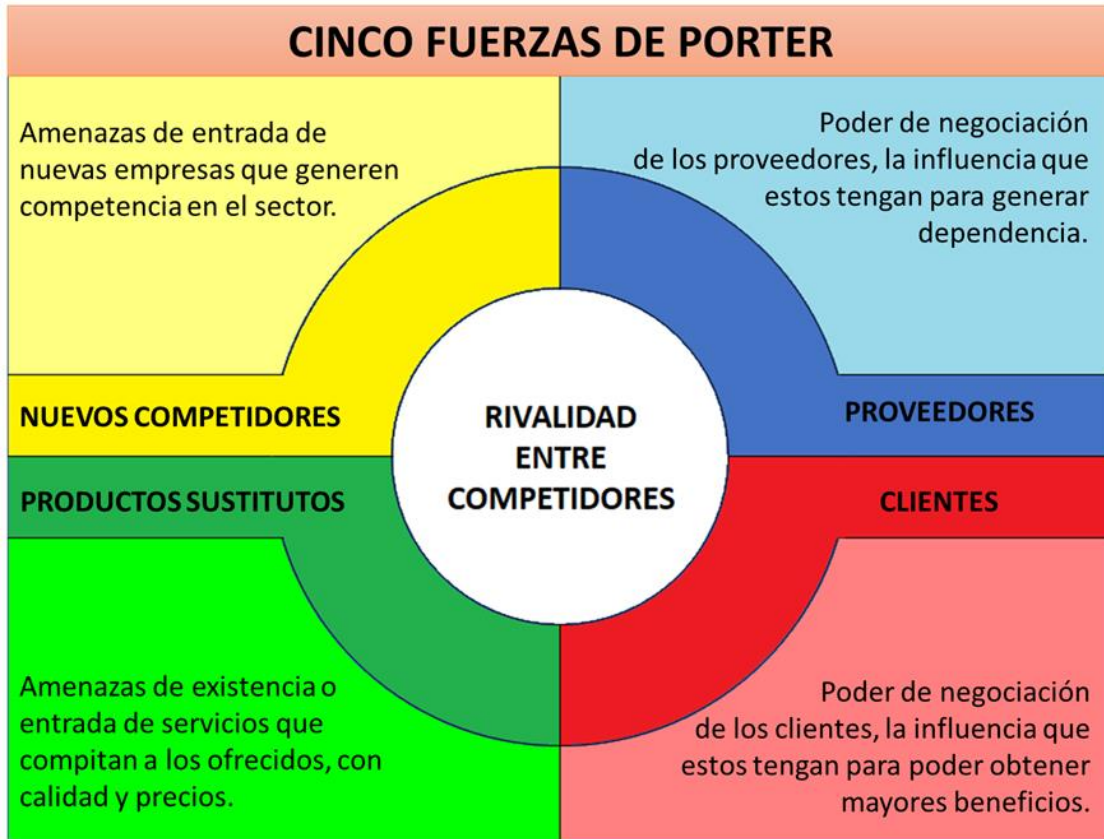 CINCO FUERZAS DE PORTER
Amenazas de entrada de
nuevas empresas que generen
competencia en el sector.
Poder de negociación
de los proveedores, la influencia que
estos tengan para generar
dependencia.
NUEVOS COMPETIDORES
PROVEEDORES
RIVALIDAD
ENTRE
COMPETIDORES
PRODUCTOS SUSTITUTOS
CLIENTES
Amenazas de existencia o
entrada de servicios que
compitan a los ofrecidos, con
calidad y precios.
Poder de negociación
de los clientes, la influencia que
estos tengan para poder obtener
mayores beneficios.